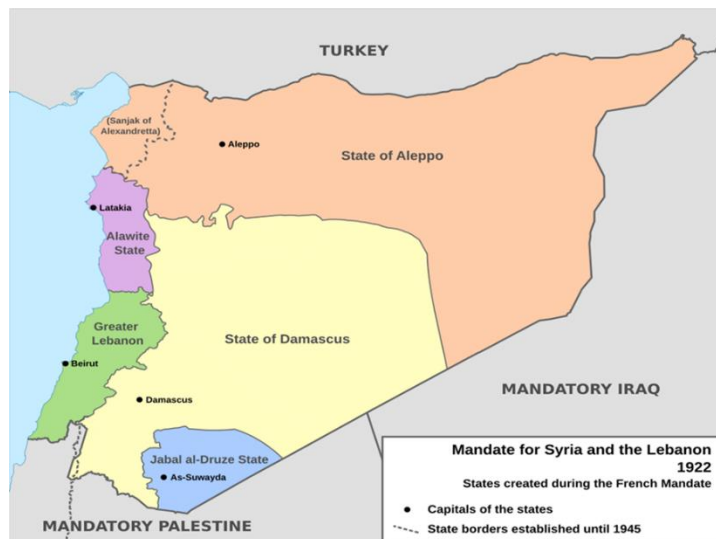 TURKEY
(Sanjak of
Alexandretta)
Aleppo
State of Aleppo
Latakia
Alawite
State
Greater
Lebanon
State of Damascus
Beirut
Damascus
MANDATORY IRAQ
Jabal al-Druze State
As-Suwayda
MANDATORY PALESTINE
Mandate for Syria and the Lebanon
1922
States created during the French Mandate
Capitals of the states
State borders established until 1945